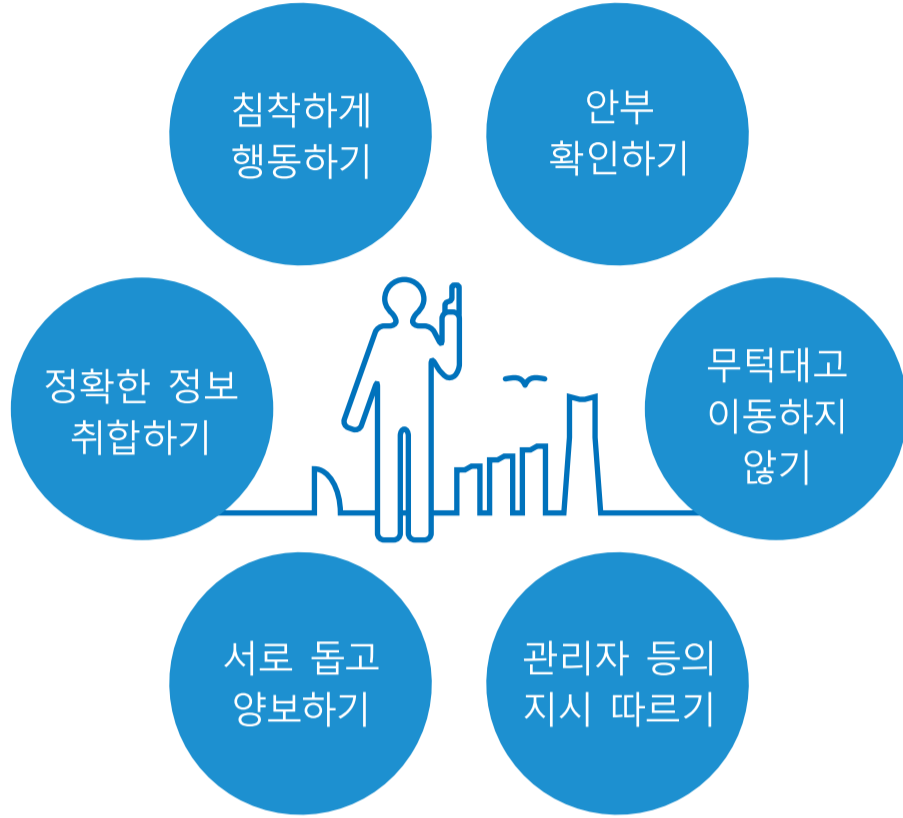 침착하게
행동하기
안부
확인하기
정확한 정보
취합하기
무턱대고
이동하지
않기
서로 돕고
양보하기
관리자 등의
지시 따르기